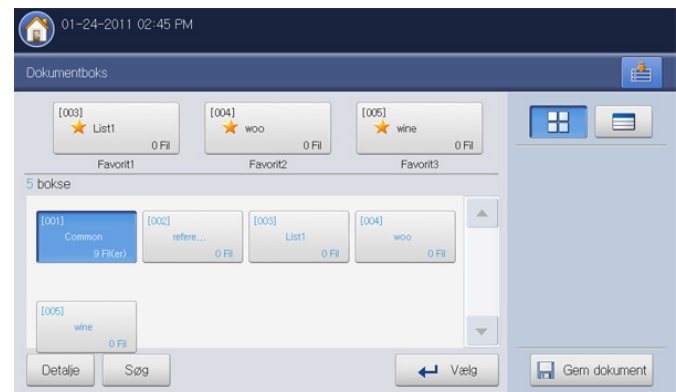 01-24-2011 02:45 PM
Dokumentboks
[003]
List1
0 Fil
Favorit1
[004]
woo
0 Fil
Favorit2
[005]
wine
0 Fil
Favorit3
5 bokse
[001]
Common
9 Fil(er)
[002]
refere...
0 Fil
[003]
List1
0 Fil
[004]
woo
0 Fil
[005]
wine
0 Fil
Detalje
Søg
Vælg
Gem dokument